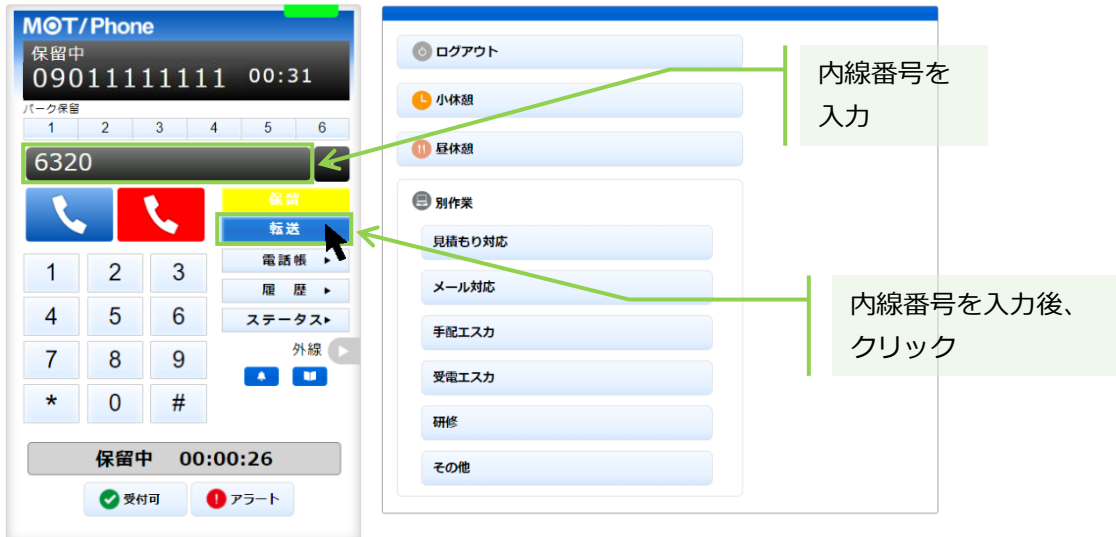 MOT/Phone
保留中
09011111111 00:31
パーク保留
1 2 3 4 5 6
6320
保留
転送
電話帳
履 歴
ステータス
外線
1 2 3
4 5 6
7 8 9
* 0 #
保留中 00:00:26
受付可 アラート
ログアウト
小休憩
昼休憩
別作業
見積もり対応
メール対応
手配エスカ
受電エスカ
研修
その他
内線番号を
入力
内線番号を入力後、
クリック